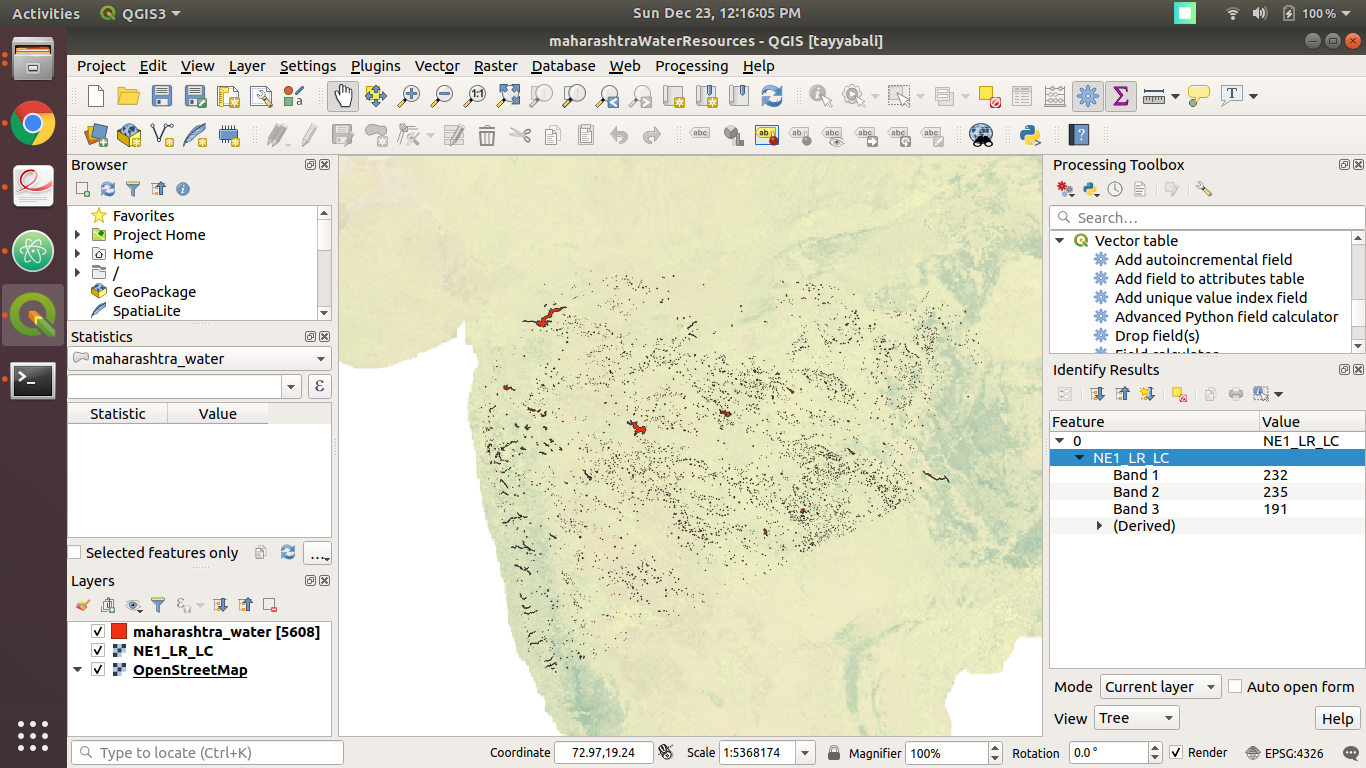 Activities QGIS3 Sun Dec 23, 12:16:05 PM 100 %
maharashtraWaterResources - QGIS [tayyabali]
Project Edit View Layer Settings Plugins Vector Raster Database Web Processing Help
Browser
Favorites
Project Home
Home
/
GeoPackage
SpatiaLite
Statistics
maharashtra_water
ε
Statistic Value
Selected features only
...
Layers
maharashtra_water [5608]
NE1_LR_LC
OpenStreetMap
Processing Toolbox
Search...
Vector table
Add autoincremental field
Add field to attributes table
Add unique value index field
Advanced Python field calculator
Drop field(s)
Field calculator
Identify Results
Feature Value
0 NE1_LR_LC
NE1_LR_LC
Band 1 232
Band 2 235
Band 3 191
(Derived)
Mode Current layer Auto open form
View Tree Help
Type to locate (Ctrl+K) Coordinate 72.97,19.24 Scale 1:5368174 Magnifier 100% Rotation 0.0 ° Render EPSG:4326